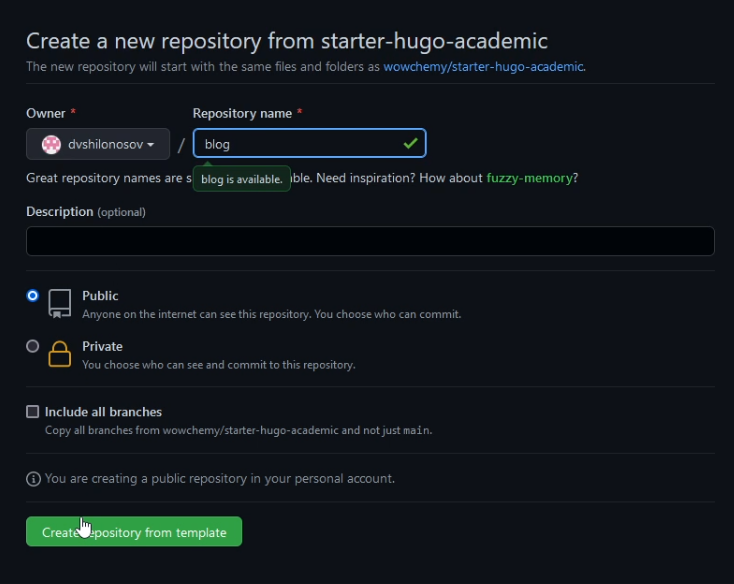 Create a new repository from starter-hugo-academic
The new repository will start with the same files and folders as wowchemy/starter-hugo-academic.
Owner *
Repository name *
dvshilonosov
/
blog
Great repository names are s
blog is available.
Need inspiration? How about fuzzy-memory?
Description (optional)
Public
Anyone on the internet can see this repository. You choose who can commit.
Private
You choose who can see and commit to this repository.
Include all branches
Copy all branches from wowchemy/starter-hugo-academic and not just main.
You are creating a public repository in your personal account.
Create repository from template